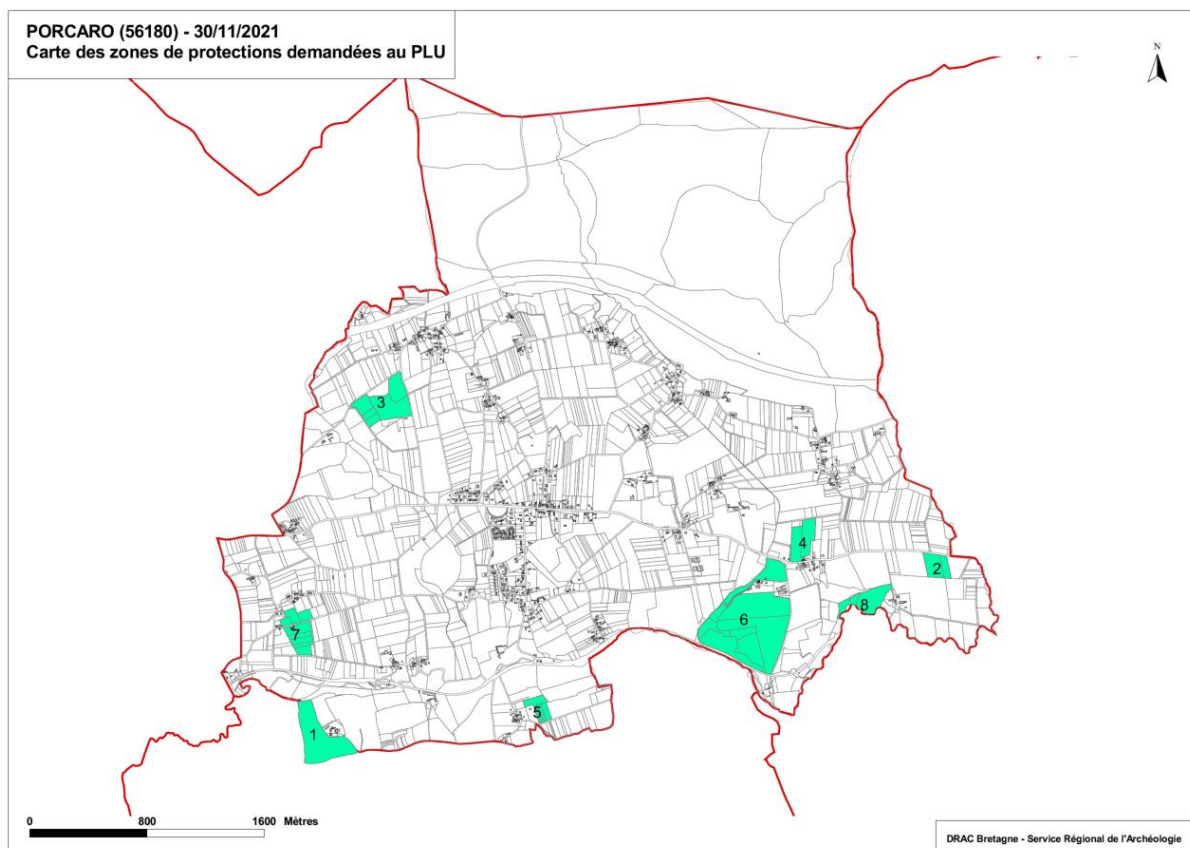 PORCARO (56180) - 30/11/2021
Carte des zones de protections demandées au PLU
N
3
4
2
8
6
7
5
1
0 800 1600 Mètres
DRAC Bretagne - Service Régional de l'Archéologie